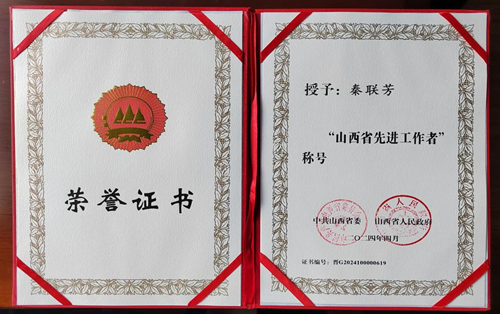 荣誉证书
授予：秦联芳
“山西省先进工作者”
称号
中共山西省委 山西省人民政府
二〇二四年四月
证书编号：晋G2024100000619